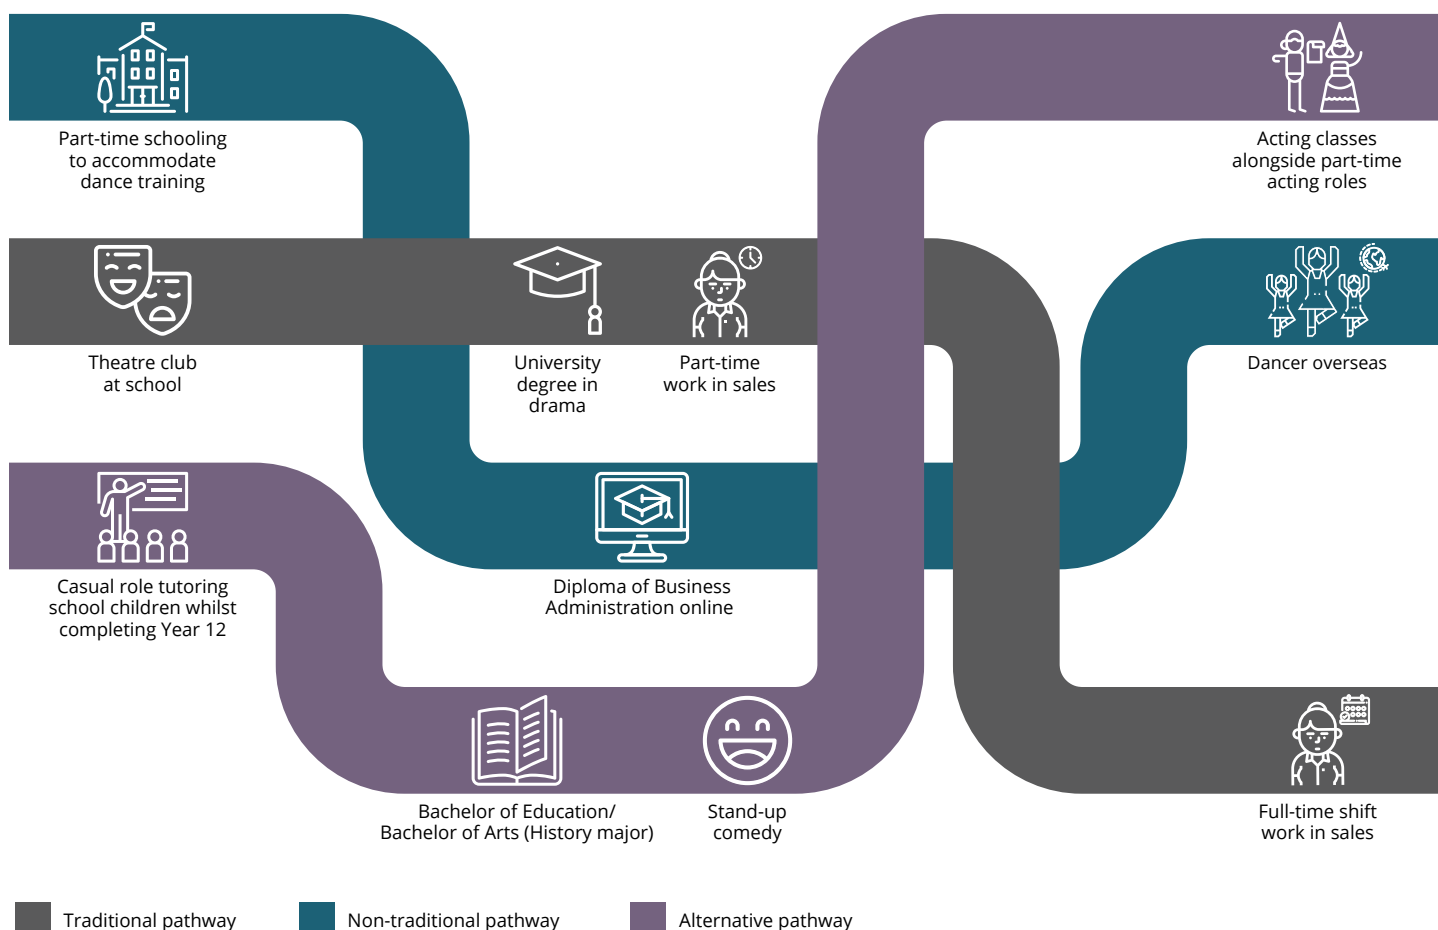 Part-time schooling
to accommodate
dance training
Acting classes
alongside part-time
acting roles
Theatre club
at school
University
degree in
drama
Part-time
work in sales
Dancer overseas
Casual role tutoring
school children whilst
completing Year 12
Diploma of Business
Administration online
Bachelor of Education/
Bachelor of Arts (History major)
Stand-up
comedy
Full-time shift
work in sales
Traditional pathway
Non-traditional pathway
Alternative pathway